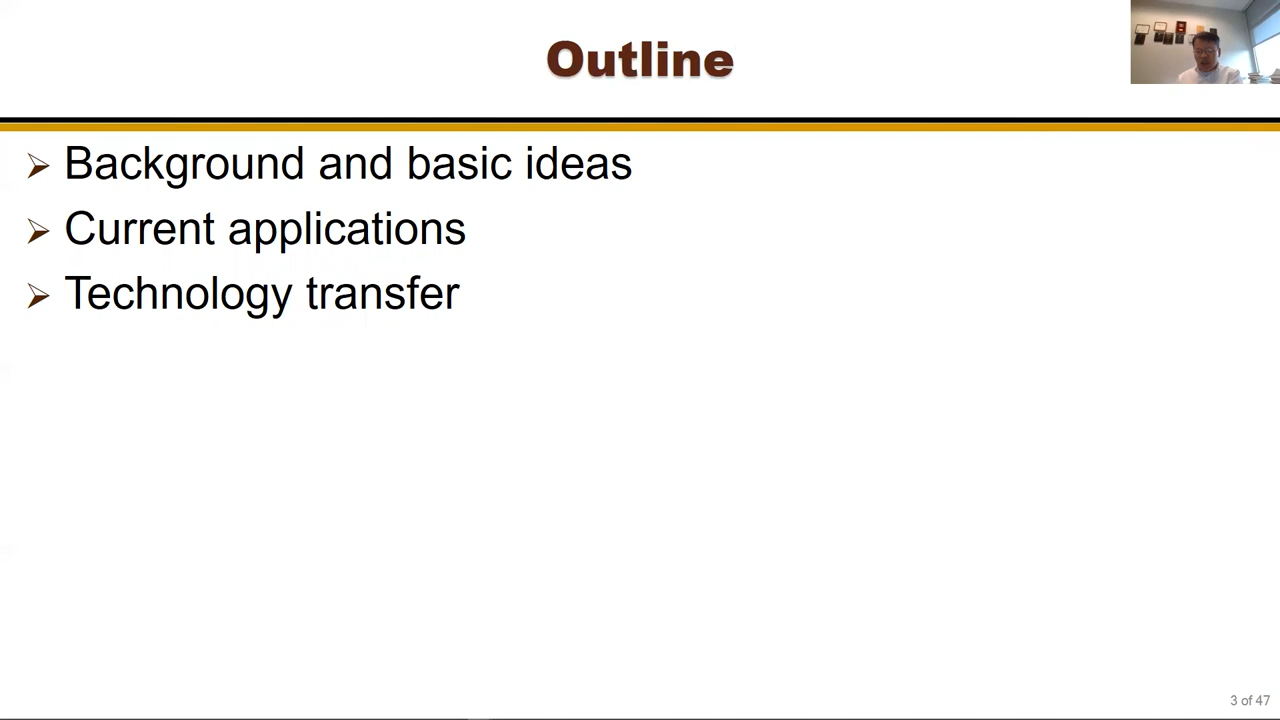 Outline
Background and basic ideas
Current applications
Technology transfer
3 of 47